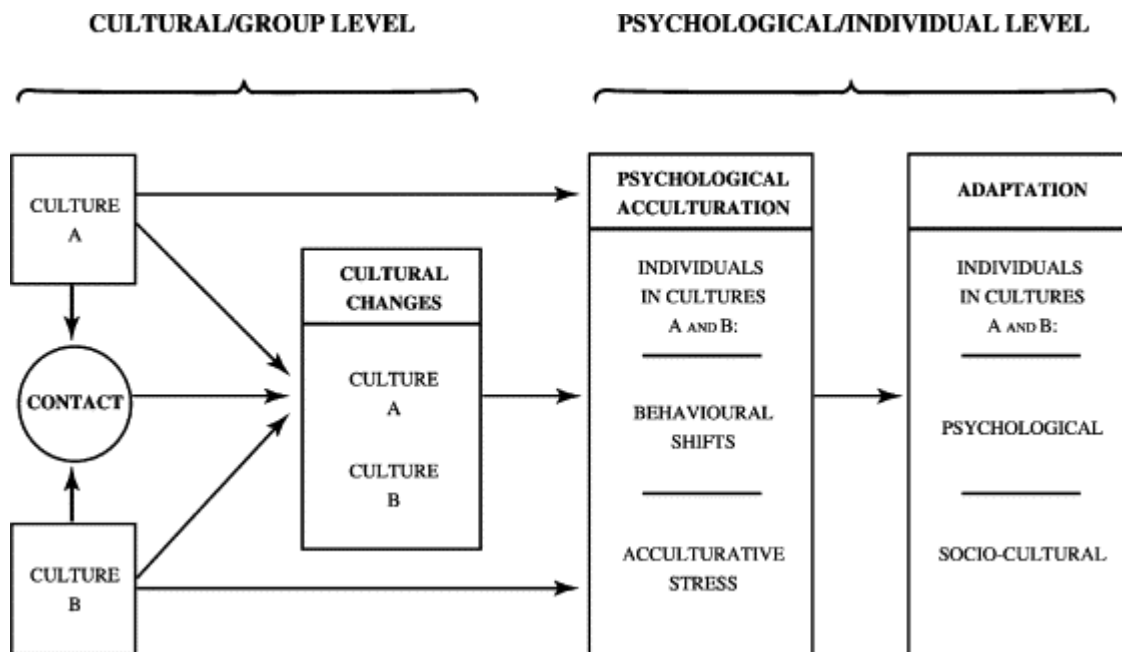 CULTURAL/GROUP LEVEL
PSYCHOLOGICAL/INDIVIDUAL LEVEL
CULTURE
A
CONTACT
CULTURE
B
CULTURAL
CHANGES
CULTURE
A
CULTURE
B
PSYCHOLOGICAL
ACCULTURATION
INDIVIDUALS
IN CULTURES
A AND B:
BEHAVIOURAL
SHIFTS
ACCULTURATIVE
STRESS
ADAPTATION
INDIVIDUALS
IN CULTURES
A AND B:
PSYCHOLOGICAL
SOCIO-CULTURAL